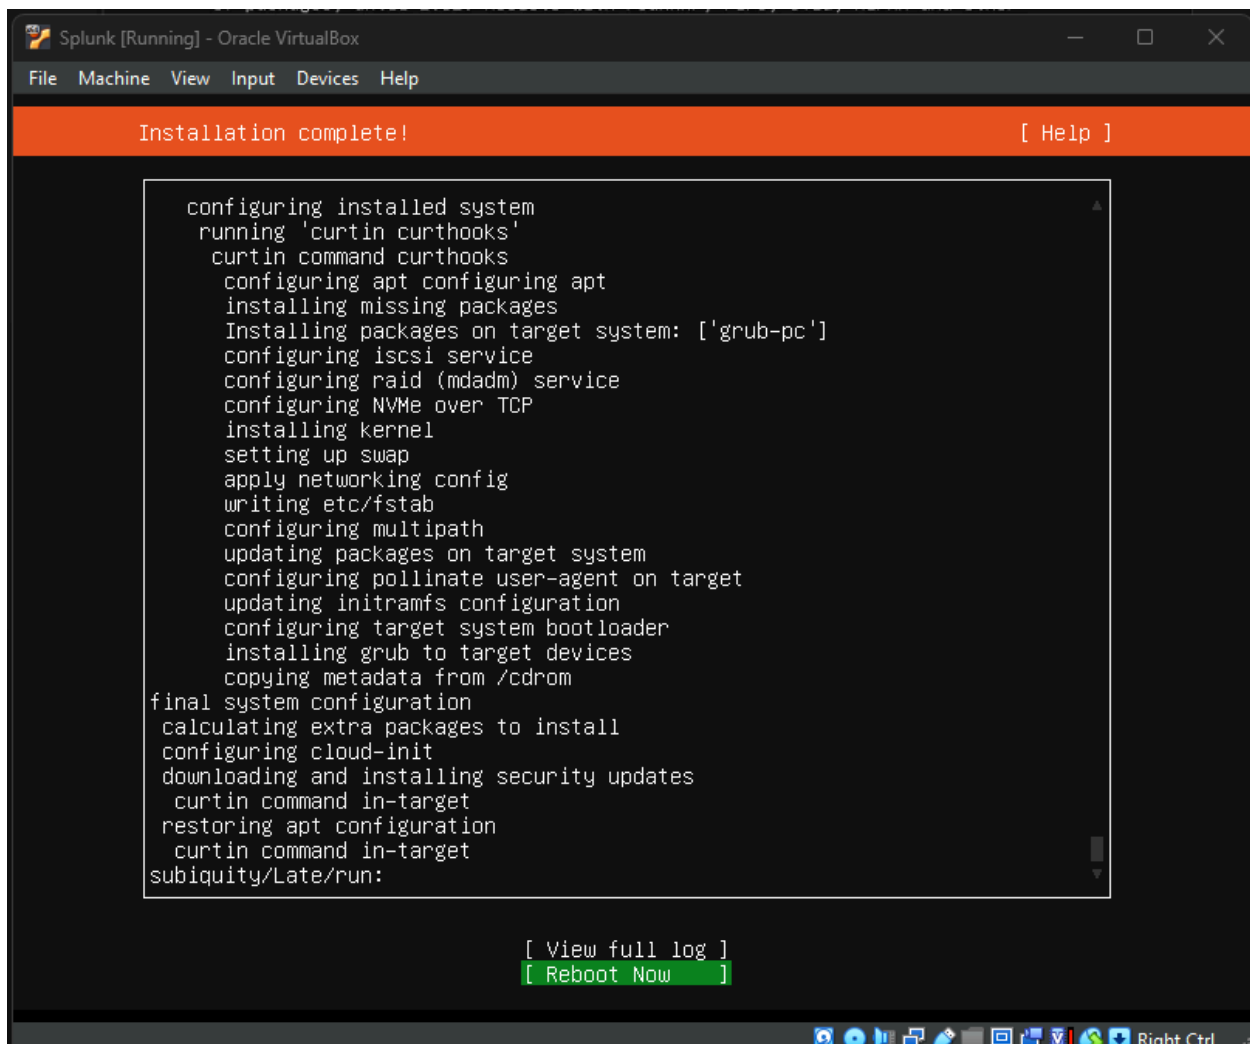 Splunk [Running] - Oracle VirtualBox
File Machine View Input Devices Help
Installation complete! [ Help ]
configuring installed system
running 'curtin curthooks'
curtin command curthooks
configuring apt configuring apt
installing missing packages
Installing packages on target system: ['grub-pc']
configuring iscsi service
configuring raid (mdadm) service
configuring NVMe over TCP
installing kernel
setting up swap
apply networking config
writing etc/fstab
configuring multipath
updating packages on target system
configuring pollinate user-agent on target
updating initramfs configuration
configuring target system bootloader
installing grub to target devices
copying metadata from /cdrom
final system configuration
calculating extra packages to install
configuring cloud-init
downloading and installing security updates
curtin command in-target
restoring apt configuration
curtin command in-target
subiquity/Late/run:
[ View full log ]
[ Reboot Now ]
Right Ctrl